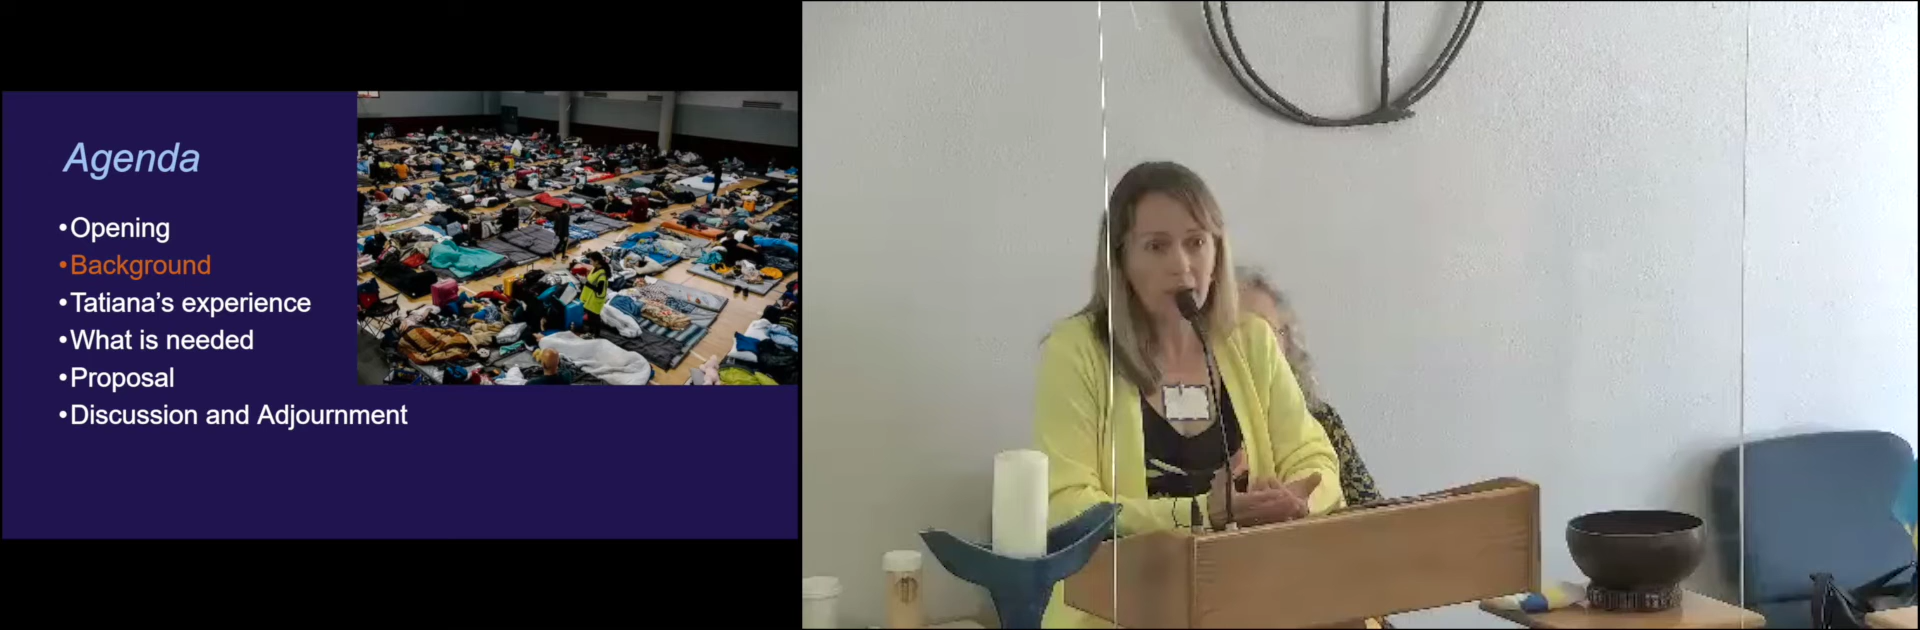 Agenda
•Opening
•Background
•Tatiana's experience
•What is needed
•Proposal
•Discussion and Adjournment